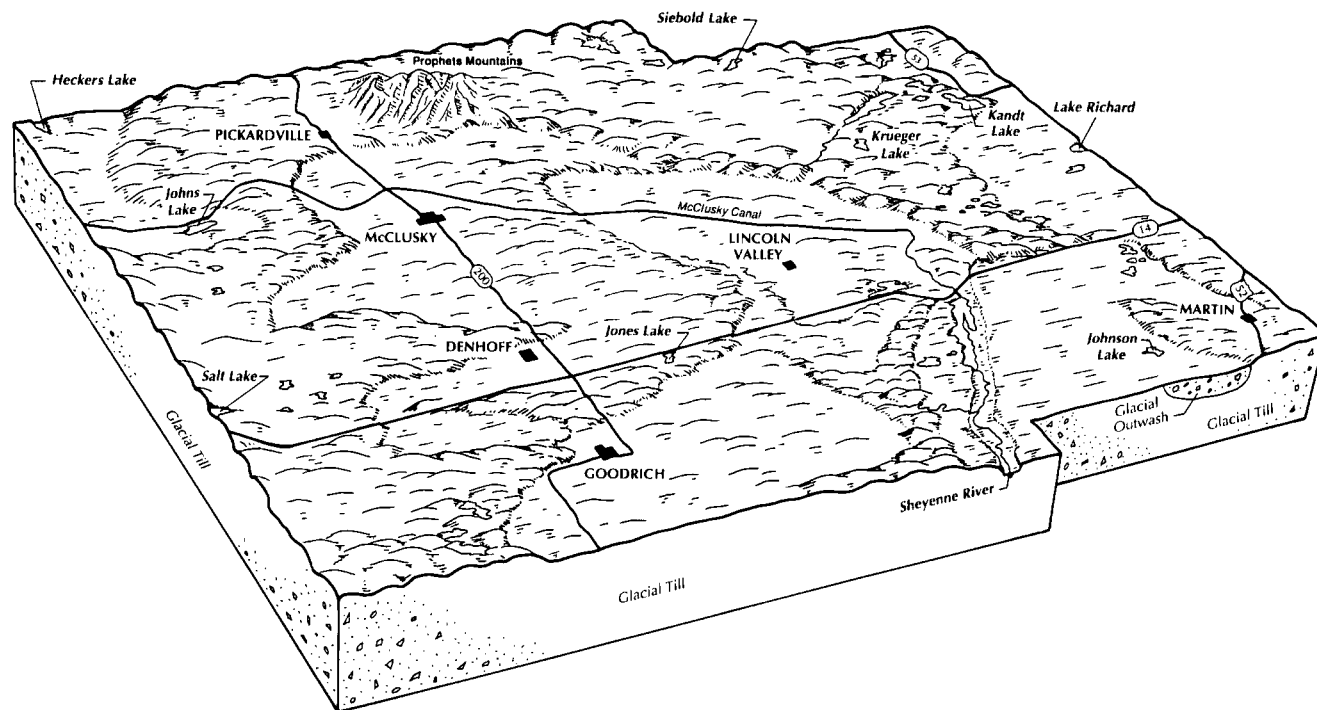 Siebold Lake
Prophets Mountains
53
Heckers Lake
Kandt
Lake
Lake Richard
PICKARDVILLE
Krueger
Lake
Johns
Lake
McClusky Canal
McCLUSKY
LINCOLN
VALLEY
14
200
52
MARTIN
Jones Lake
DENHOFF
Johnson
Lake
Salt Lake
Glacial
Outwash
Glacial Till
Glacial Till
GOODRICH
Sheyenne River
Glacial Till